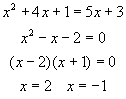 x² + 4x + 1 = 5x + 3
x² − x − 2 = 0
(x − 2)(x + 1) = 0
x = 2 x = −1